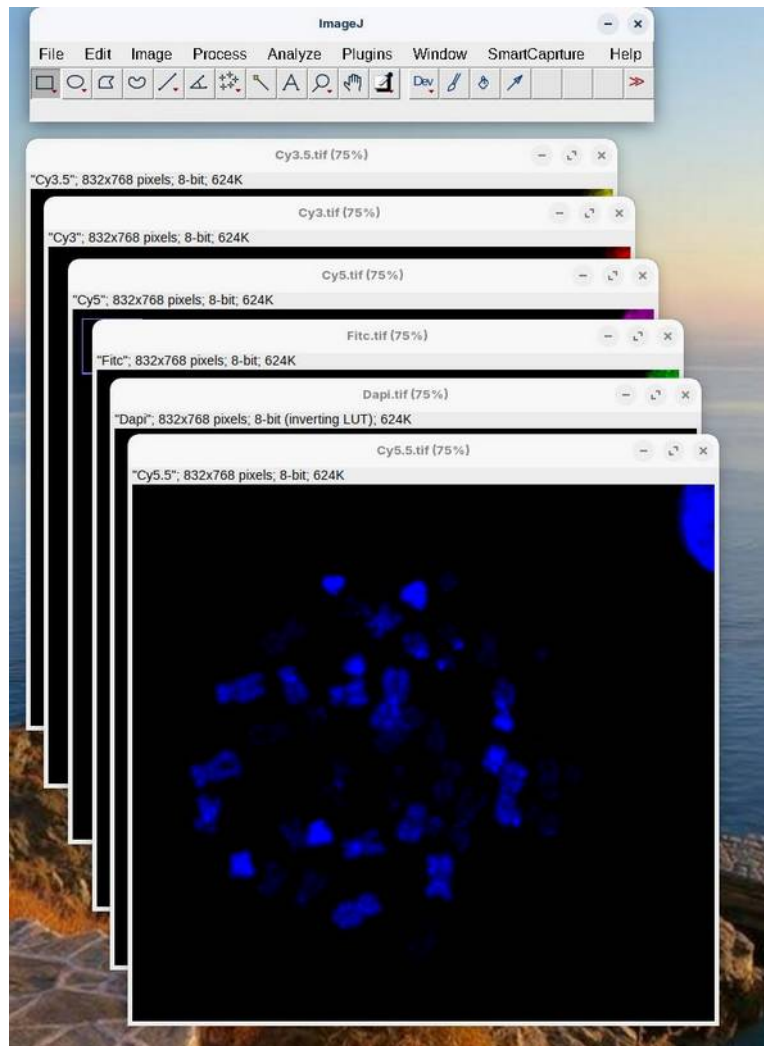 ImageJ
File Edit Image Process Analyze Plugins Window SmartCaprture Help
A Dev
Cy3.5.tif (75%)
"Cy3.5"; 832x768 pixels; 8-bit; 624K
Cy3.tif (75%)
"Cy3"; 832x768 pixels; 8-bit; 624K
Cy5.tif (75%)
"Cy5"; 832x768 pixels; 8-bit; 624K
Fitc.tif (75%)
"Fitc"; 832x768 pixels; 8-bit; 624K
Dapi.tif (75%)
"Dapi"; 832x768 pixels; 8-bit (inverting LUT); 624K
Cy5.5.tif (75%)
"Cy5.5"; 832x768 pixels; 8-bit; 624K